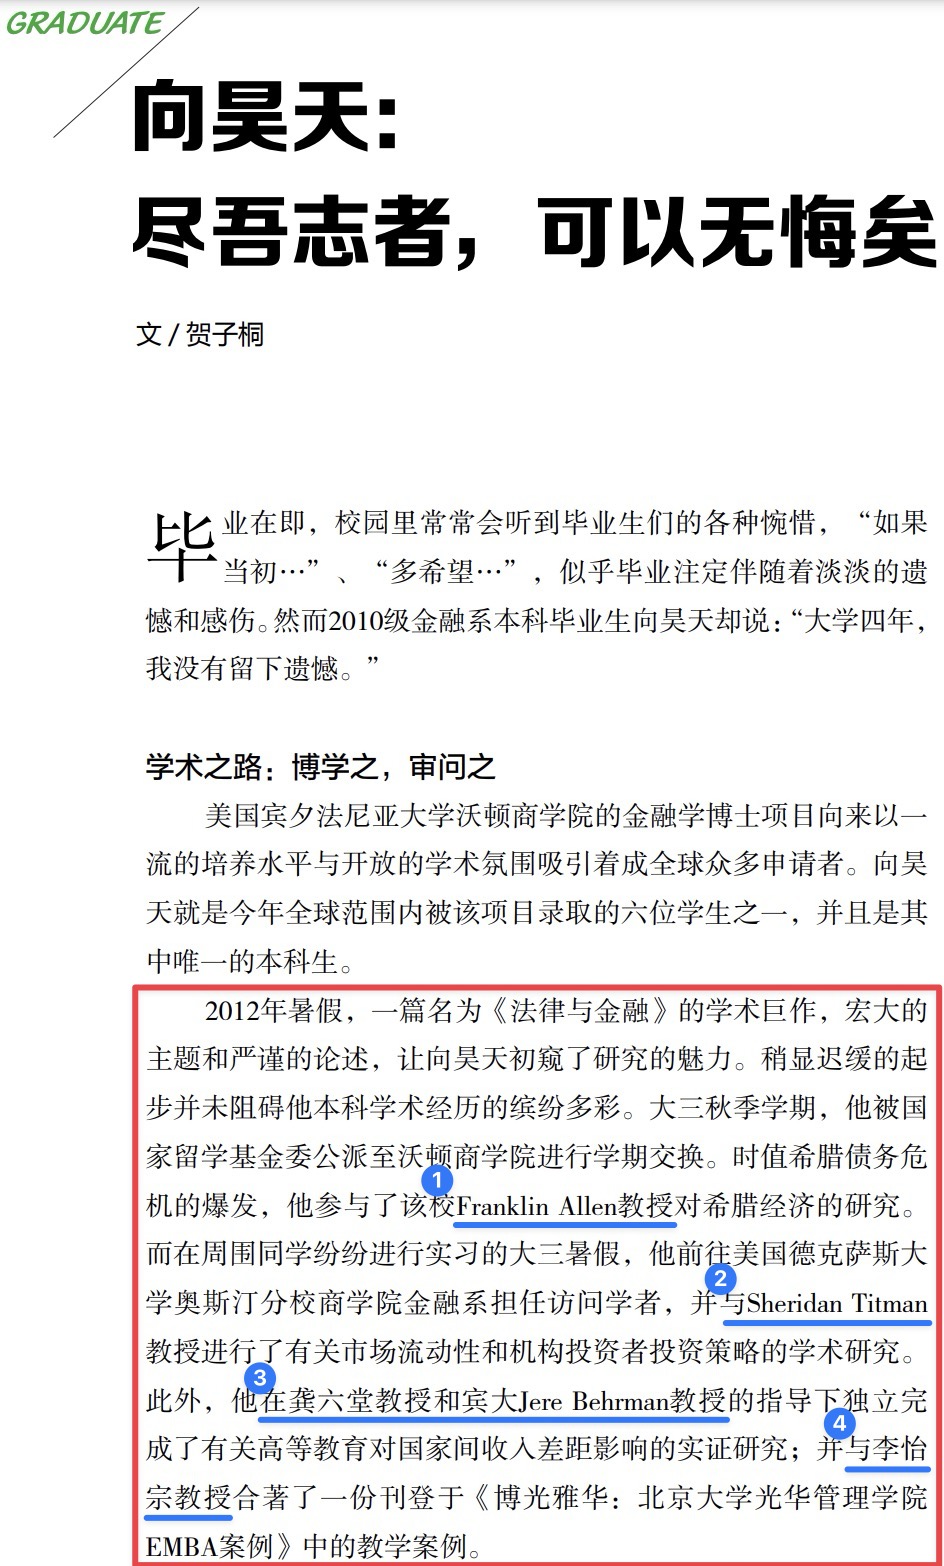 GRADUATE
向昊天：
尽吾志者，可以无悔矣
文 / 贺子桐
毕业在即，校园里常常会听到毕业生们的各种惋惜，“如果
当初…”、“多希望…”，似乎毕业注定伴随着淡淡的遗
憾和感伤。然而2010级金融系本科毕业生向昊天却说：“大学四年，
我没有留下遗憾。”
学术之路：博学之，审问之
美国宾夕法尼亚大学沃顿商学院的金融学博士项目向来以一
流的培养水平与开放的学术氛围吸引着成全球众多申请者。向昊
天就是今年全球范围内被该项目录取的六位学生之一，并且是其
中唯一的本科生。
2012年暑假，一篇名为《法律与金融》的学术巨作，宏大的
主题和严谨的论述，让向昊天初窥了研究的魅力。稍显迟缓的起
步并未阻碍他本科学术经历的缤纷多彩。大三秋季学期，他被国
家留学基金委公派至沃顿商学院进行学期交换。时值希腊债务危
1
机的爆发，他参与了该校Franklin Allen教授对希腊经济的研究。
而在周围同学纷纷进行实习的大三暑假，他前往美国德克萨斯大
2
学奥斯汀分校商学院金融系担任访问学者，并与Sheridan Titman
教授进行了有关市场流动性和机构投资者投资策略的学术研究。
3
此外，他在龚六堂教授和宾大Jere Behrman教授的指导下独立完
4
成了有关高等教育对国家间收入差距影响的实证研究；并与李怡
宗教授合著了一份刊登于《博光雅华：北京大学光华管理学院
EMBA案例》中的教学案例。